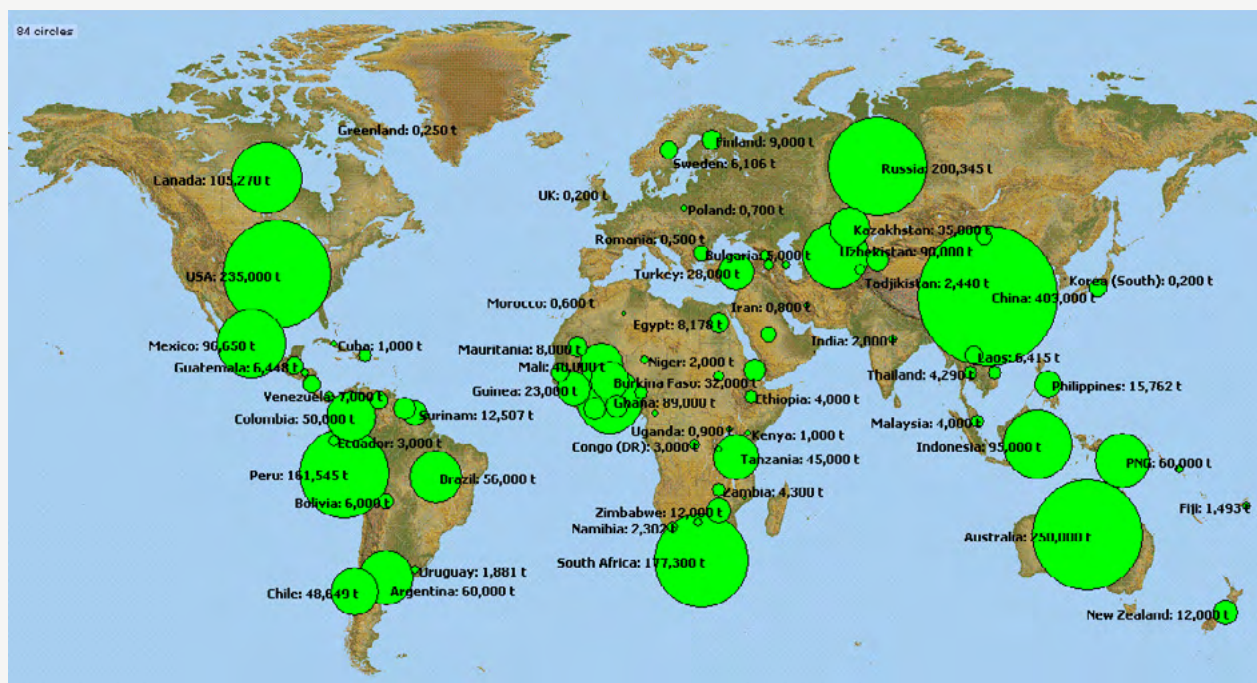 84 circles
Greenland: 0,250 t
Finland: 9,000 t
Sweden: 6,106 t
Russia: 200,345 t
Canada: 105,270 t
UK: 0,200 t
Poland: 0,700 t
Kazakhstan: 35,000 t
Romania: 0,500 t
Bulgaria: 5,000 t
Uzbekistan: 90,000 t
USA: 235,000 t
Turkey: 28,000 t
Tadjikistan: 2,440 t
Korea (South): 0,200 t
China: 403,000 t
Morocco: 0,600 t
Iran: 0,800 t
Egypt: 8,178 t
India: 2,000 t
Mexico: 96,650 t
Cuba: 1,000 t
Mauritania: 8,000 t
Niger: 2,000 t
Laos: 6,415 t
Guatemala: 6,448 t
Mali: 40,000 t
Thailand: 4,290 t
Burkina Faso: 32,000 t
Philippines: 15,762 t
Guinea: 23,000 t
Venezuela: 7,000 t
Ethiopia: 4,000 t
Ghana: 89,000 t
Surinam: 12,507 t
Colombia: 50,000 t
Malaysia: 4,000 t
Uganda: 0,900 t
Kenya: 1,000 t
Ecuador: 3,000 t
Congo (DR): 3,000 t
Indonesia: 95,000 t
Tanzania: 45,000 t
PNG: 60,000 t
Peru: 161,545 t
Brazil: 56,000 t
Zambia: 4,300 t
Bolivia: 6,000 t
Fiji: 1,493 t
Zimbabwe: 12,000 t
Namibia: 2,302 t
Australia: 250,000 t
South Africa: 177,300 t
Uruguay: 1,881 t
Argentina: 60,000 t
Chile: 48,649 t
New Zealand: 12,000 t